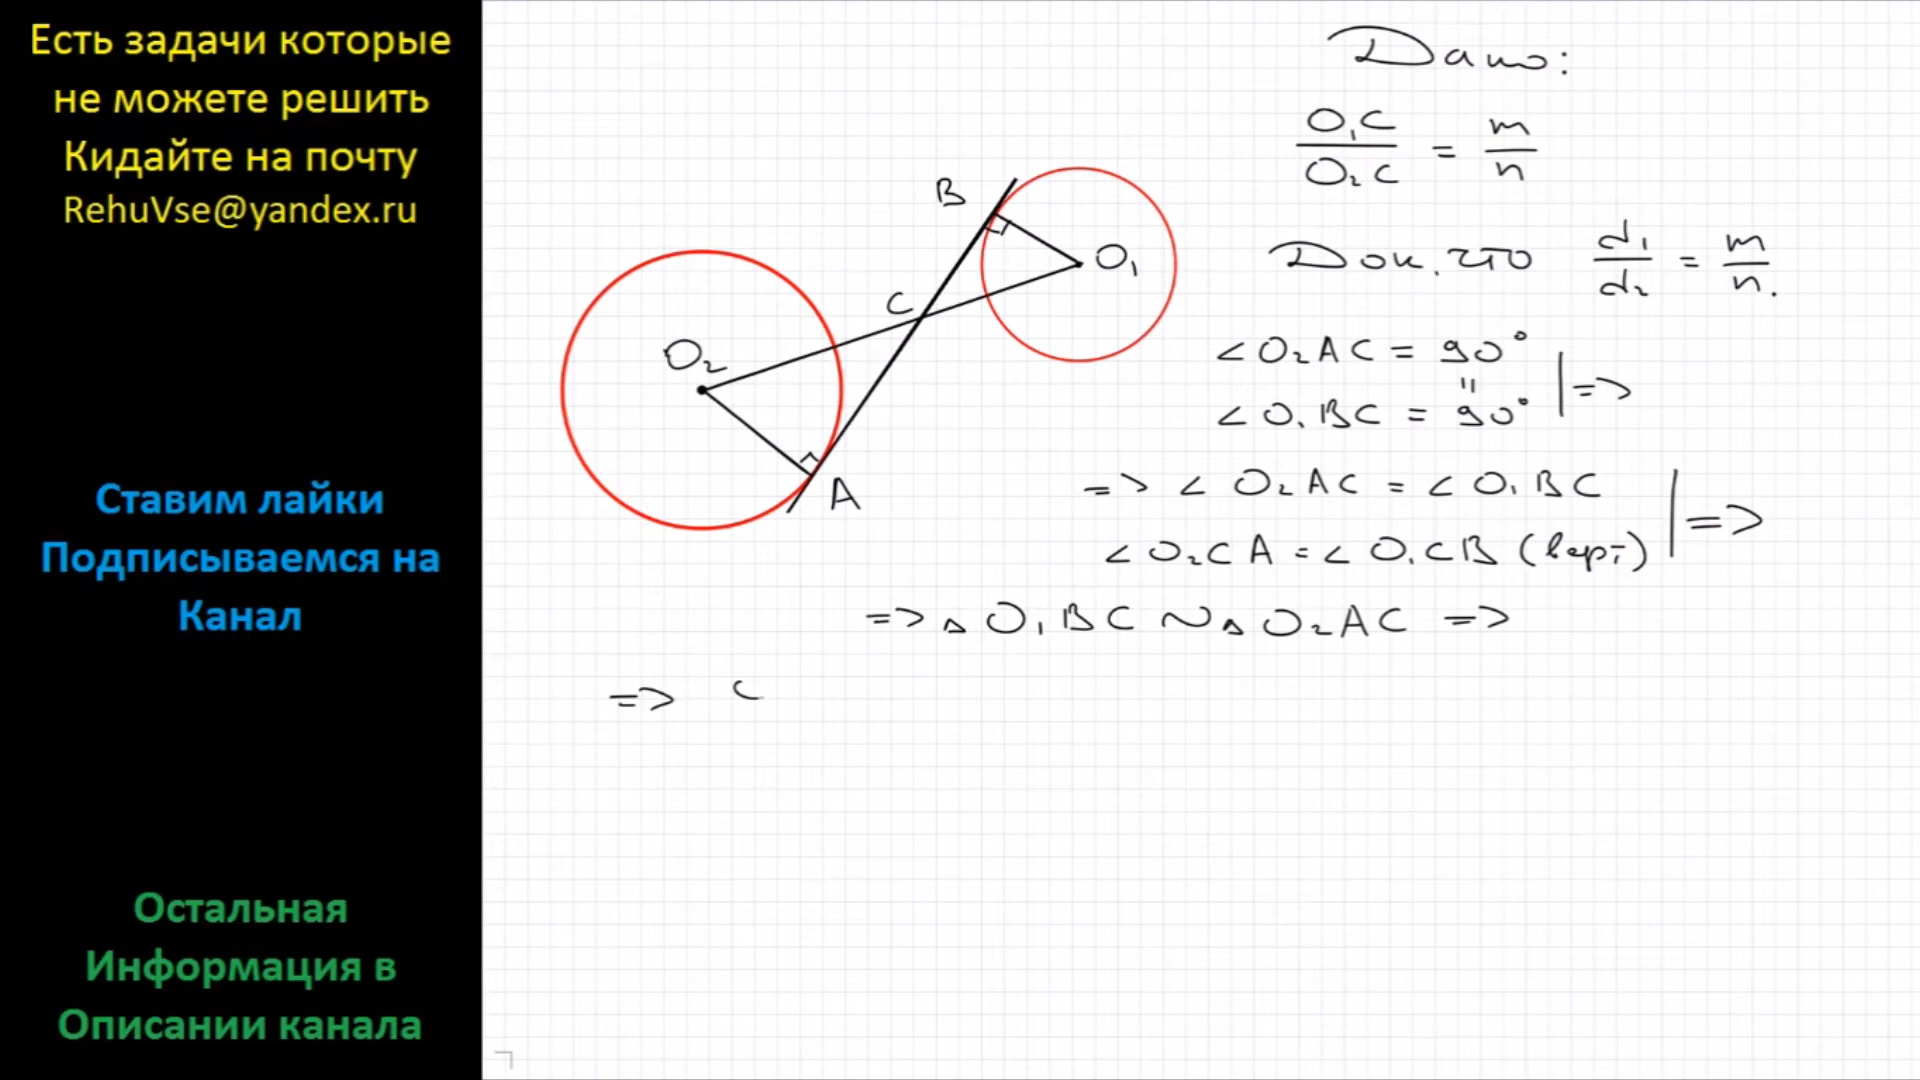 Есть задачи которые
не можете решить
Кидайте на почту
RehuVse@yandex.ru
Ставим лайки
Подписываемся на
Канал
Остальная
Информация в
Описании канала
Дано:
O₁C / O₂C = m / n
Док. что d₁ / d₂ = m / n.
∠O₂AC = 90°
"
∠O₁BC = 90° | =>
=> ∠O₂AC = ∠O₁BC
∠O₂CA = ∠O₁CB (верт) | =>
=> △O₁BC ~ △O₂AC =>
=>
B
O₁
C
O₂
A